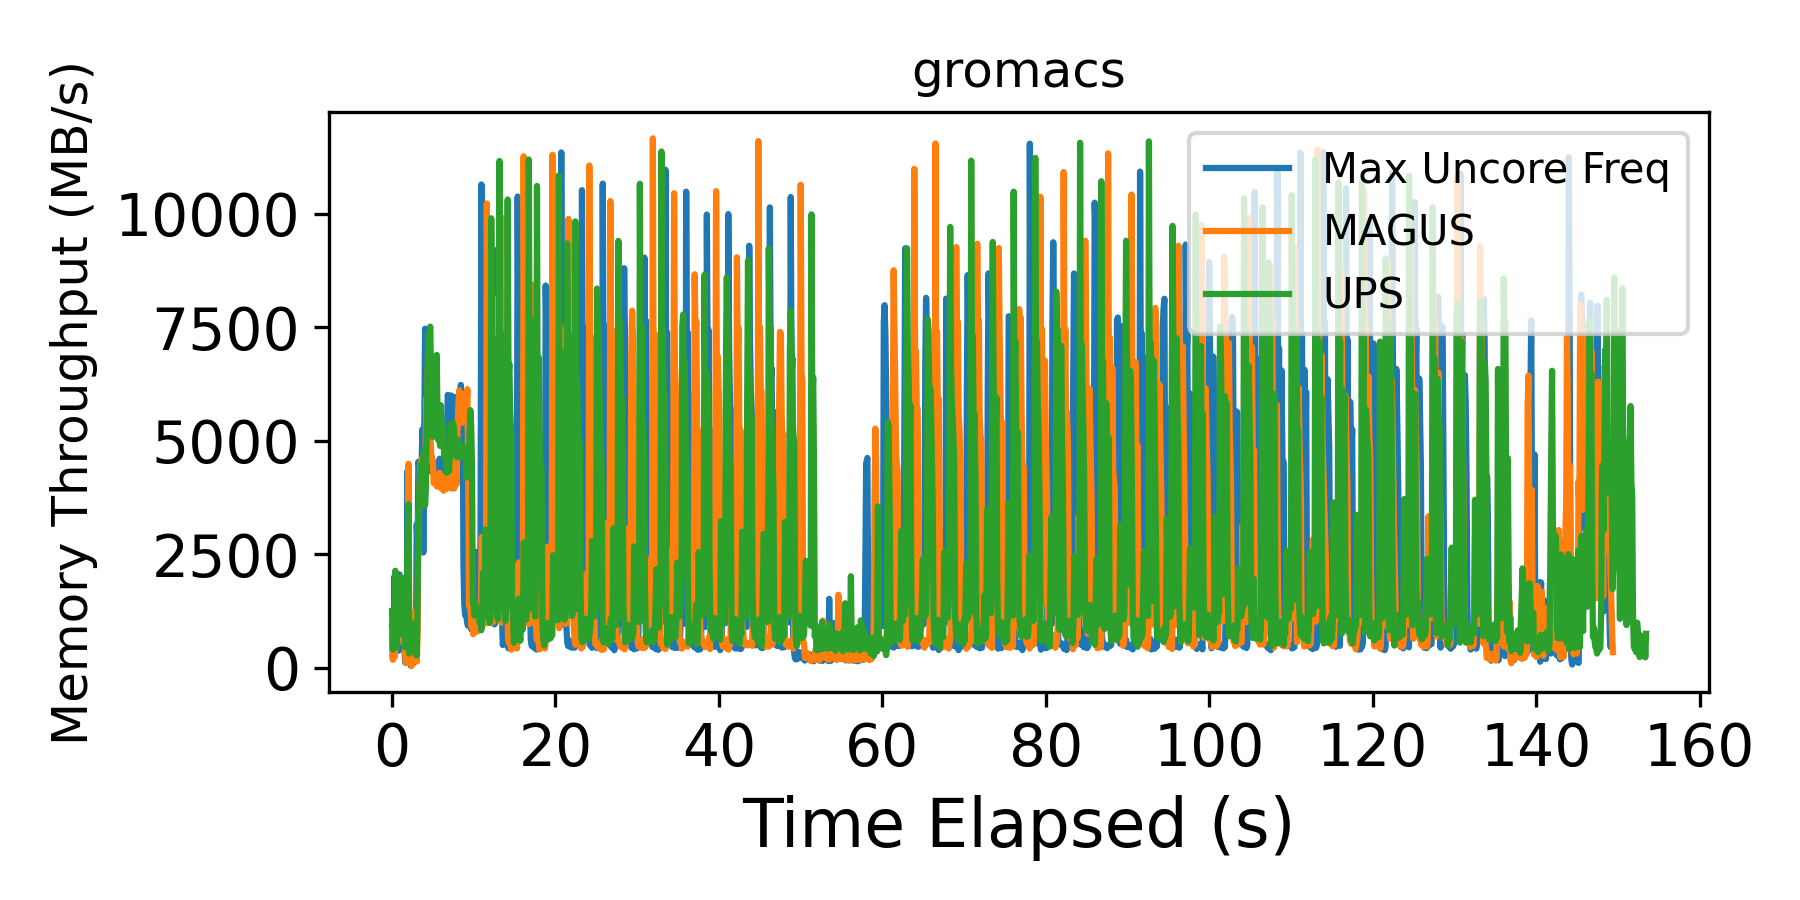 gromacs
Memory Throughput (MB/s)
10000
7500
5000
2500
0
Max Uncore Freq
MAGUS
UPS
0 20 40 60 80 100 120 140 160
Time Elapsed (s)